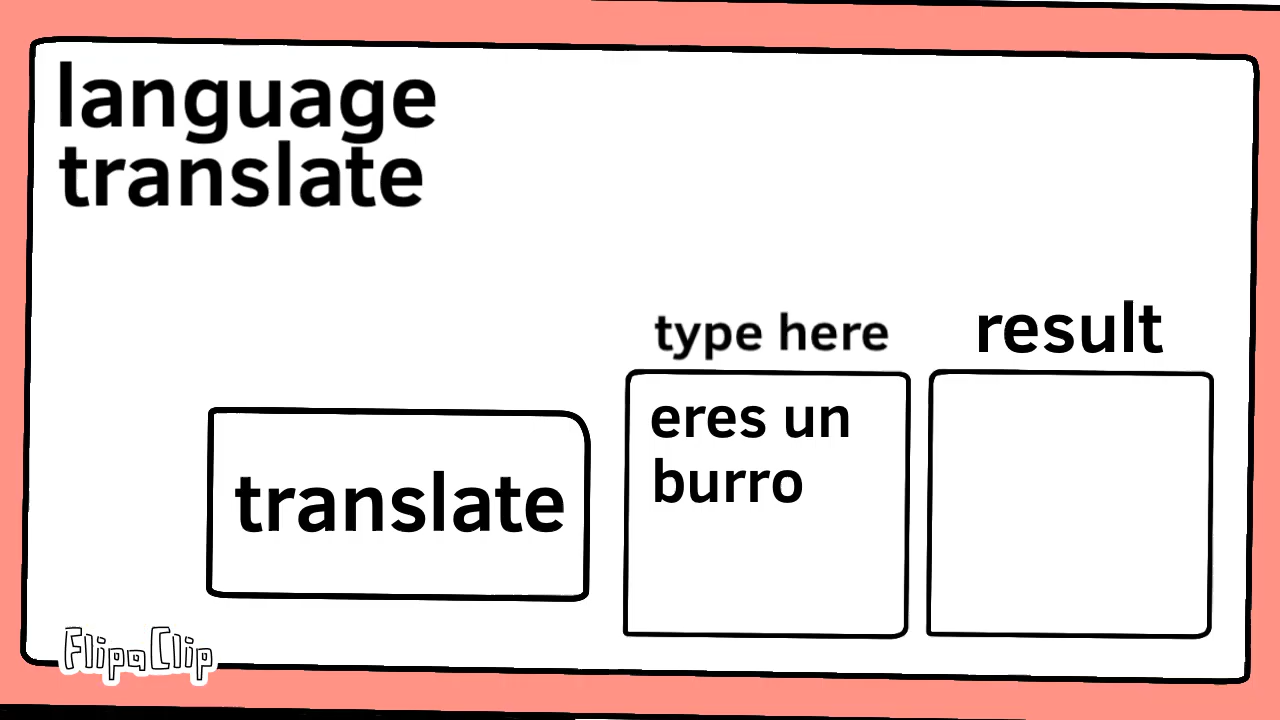 language
translate
type here
result
eres un
burro
translate
FlipaClip